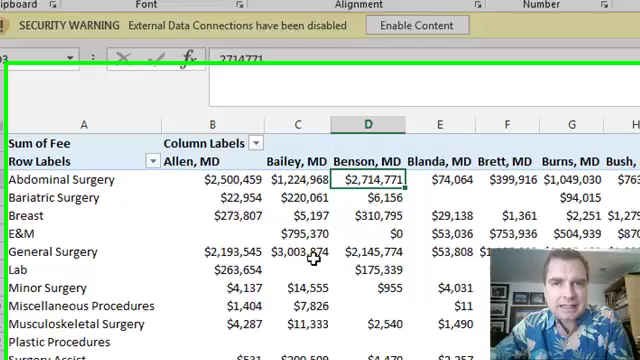 lipboard Font Alignment Number
SECURITY WARNING External Data Connections have been disabled Enable Content
D3 fx 2714771
A B C D E F G H
Sum of Fee Column Labels
Row Labels Allen, MD Bailey, MD Benson, MD Blanda, MD Brett, MD Burns, MD Bush,
Abdominal Surgery $2,500,459 $1,224,968 $2,714,771 $74,064 $399,916 $1,049,030 $763
Bariatric Surgery $22,954 $220,061 $6,156 $94,015
Breast $273,807 $5,197 $310,795 $29,138 $1,361 $2,251 $1,279
E&M $795,370 $0 $53,036 $753,936 $504,939 $870
General Surgery $2,193,545 $3,003,874 $2,145,774 $53,808
Lab $263,654 $175,339
Minor Surgery $4,137 $14,555 $955 $4,031
Miscellaneous Procedures $1,404 $7,826 $11
Musculoskeletal Surgery $4,287 $11,333 $2,540 $1,490
Plastic Procedures
Surgery Assist $531 $200,509 $4,470 $2,257